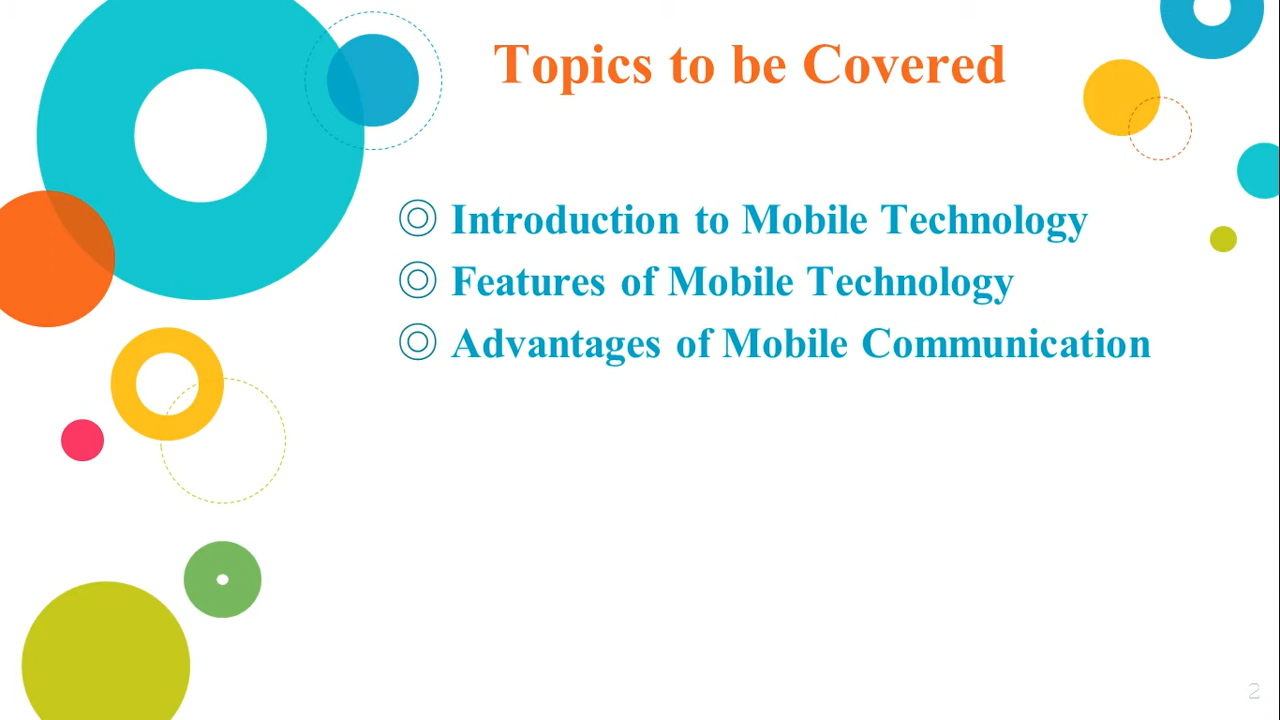 Topics to be Covered
◎ Introduction to Mobile Technology
◎ Features of Mobile Technology
◎ Advantages of Mobile Communication
2